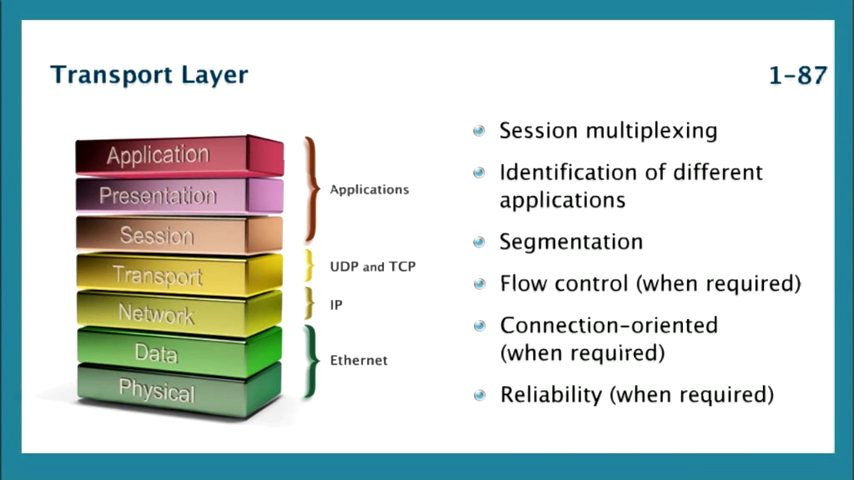 Transport Layer
1-87
Application
Presentation
Session
Transport
Network
Data
Physical
Applications
UDP and TCP
IP
Ethernet
Session multiplexing
Identification of different
applications
Segmentation
Flow control (when required)
Connection-oriented
(when required)
Reliability (when required)